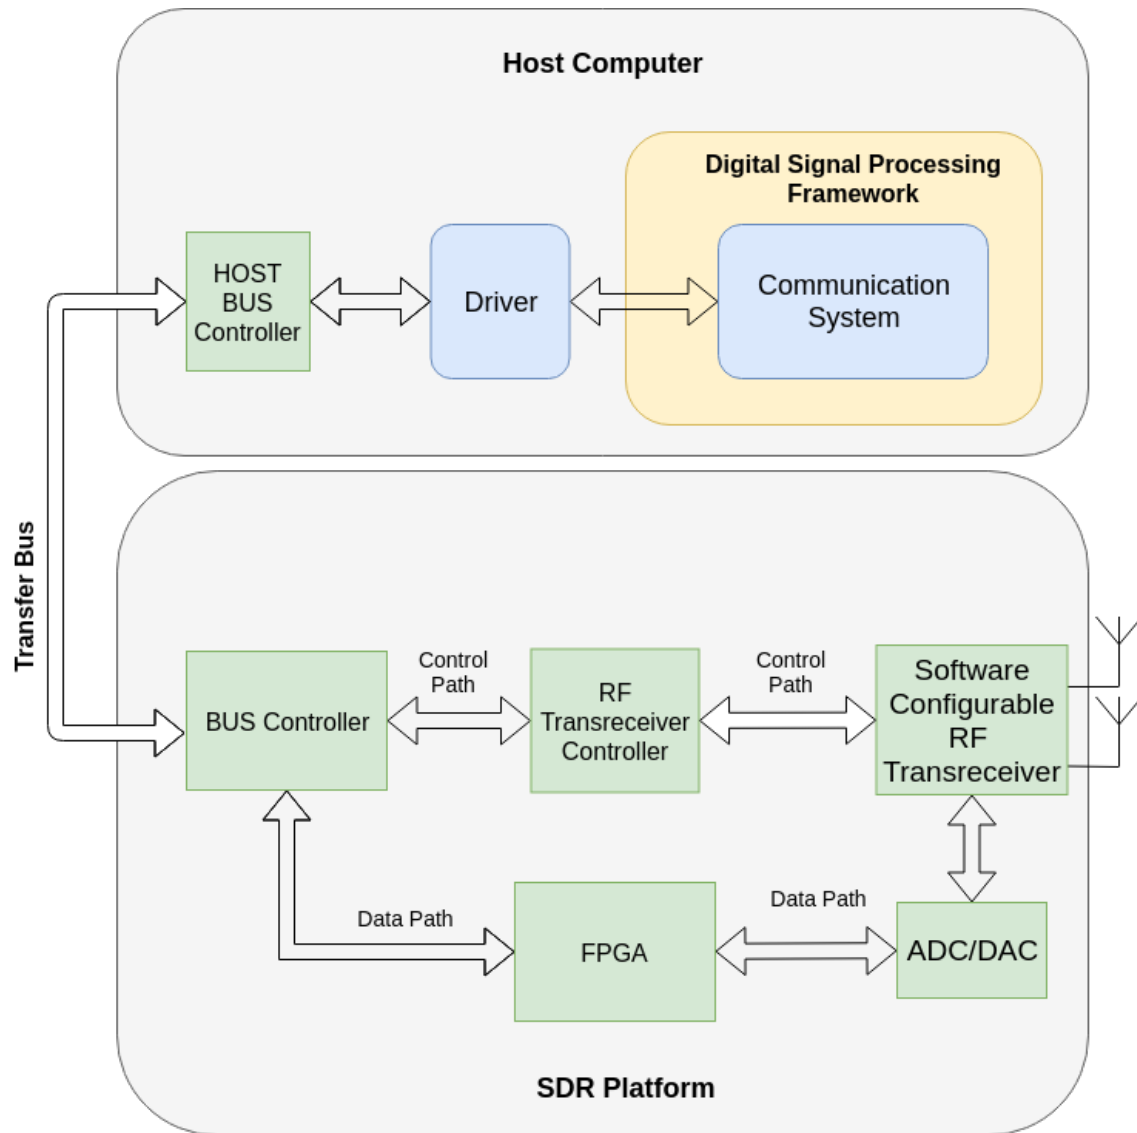 Host Computer
Digital Signal Processing
Framework
HOST
BUS
Controller
Driver
Communication
System
Transfer Bus
BUS Controller
Control
Path
RF
Transreceiver
Controller
Control
Path
Software
Configurable
RF
Transreceiver
Data Path
FPGA
Data Path
ADC/DAC
SDR Platform